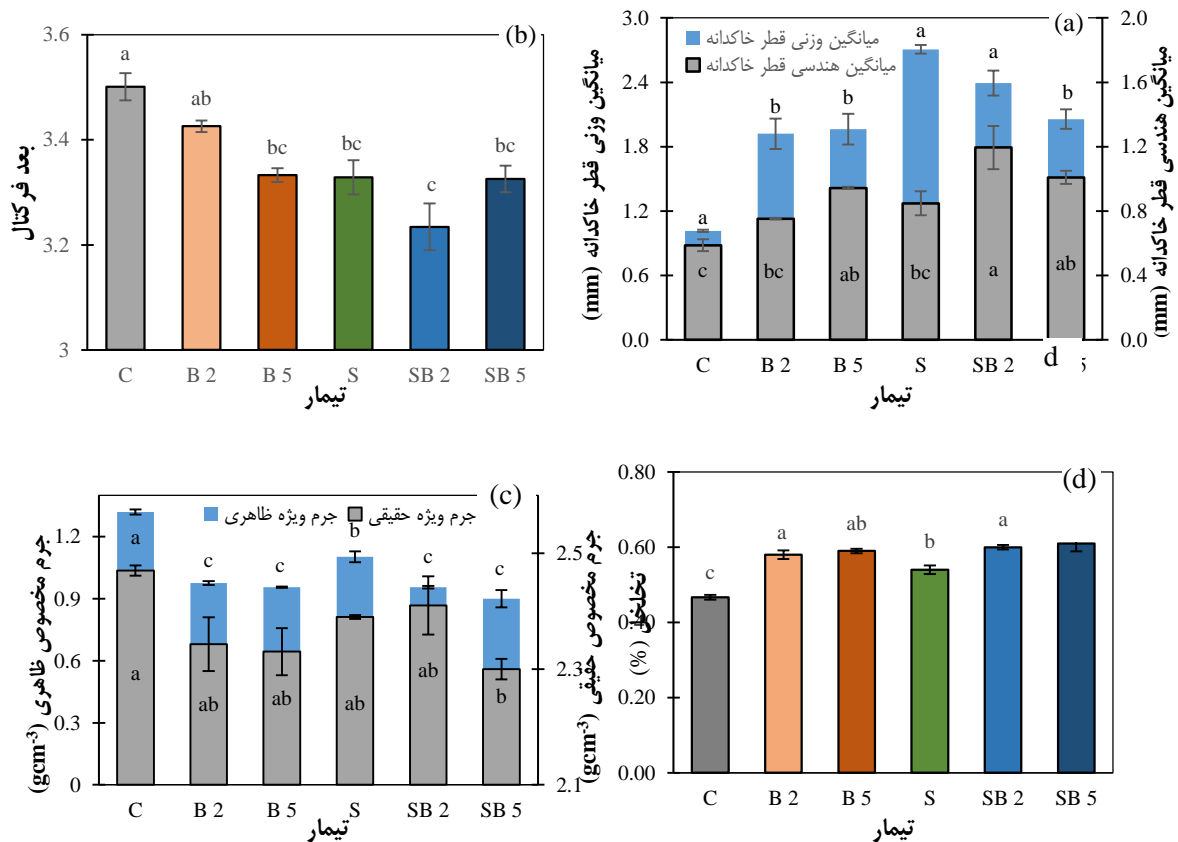 (b)
3.6
3.4
3.2
3
بعد فرکتال
a
ab
bc
bc
c
bc
C
B 2
B 5
S
SB 2
SB 5
تیمار
(a)
میانگین وزنی قطر خاکدانه
میانگین هندسی قطر خاکدانه
3.0
2.4
1.8
1.2
0.6
0.0
میانگین وزنی قطر خاکدانه (mm)
2.0
1.6
1.2
0.8
0.4
0.0
میانگین هندسی قطر خاکدانه (mm)
a
b
b
a
a
b
c
bc
ab
bc
a
ab
C
B 2
B 5
S
SB 2
d
تیمار
(c)
جرم ویژه ظاهری
جرم ویژه حقیقی
1.2
0.9
0.6
0.3
0
جرم مخصوص ظاهری (gcm-3)
2.5
2.3
2.1
جرم مخصوص حقیقی (gcm-3)
a
c
c
b
c
c
a
ab
ab
ab
ab
b
C
B 2
B 5
S
SB 2
SB 5
تیمار
(d)
0.80
0.60
0.40
0.20
0.00
تخلخل (%)
c
a
ab
b
a
C
B 2
B 5
S
SB 2
SB 5
تیمار